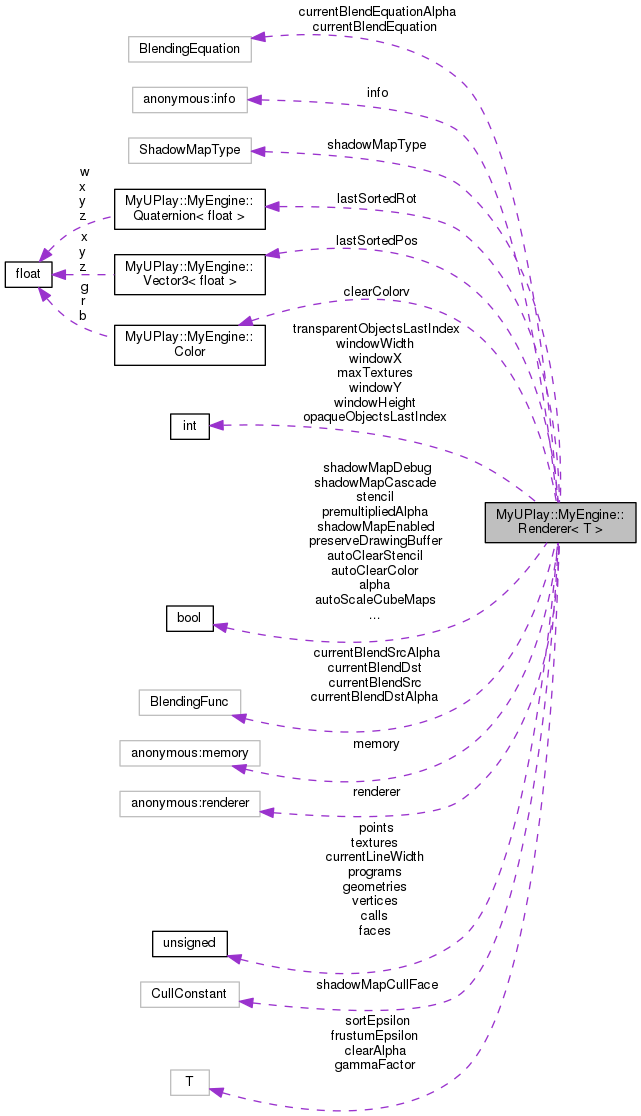 currentBlendEquationAlpha
currentBlendEquation
BlendingEquation
info
anonymous:info
shadowMapType
ShadowMapType
w
x
y
z
lastSortedRot
MyUPlay::MyEngine::
Quaternion< float >
x
y
z
lastSortedPos
MyUPlay::MyEngine::
Vector3< float >
float
g
r
b
clearColorv
MyUPlay::MyEngine::
Color
transparentObjectsLastIndex
windowWidth
windowX
maxTextures
windowY
windowHeight
opaqueObjectsLastIndex
int
MyUPlay::MyEngine::
Renderer< T >
shadowMapDebug
shadowMapCascade
stencil
premultipliedAlpha
shadowMapEnabled
preserveDrawingBuffer
autoClearStencil
autoClearColor
alpha
autoScaleCubeMaps
...
bool
currentBlendSrcAlpha
currentBlendDst
currentBlendSrc
currentBlendDstAlpha
BlendingFunc
memory
anonymous:memory
renderer
anonymous:renderer
points
textures
currentLineWidth
programs
geometries
vertices
calls
faces
unsigned
shadowMapCullFace
CullConstant
sortEpsilon
frustumEpsilon
clearAlpha
gammaFactor
T